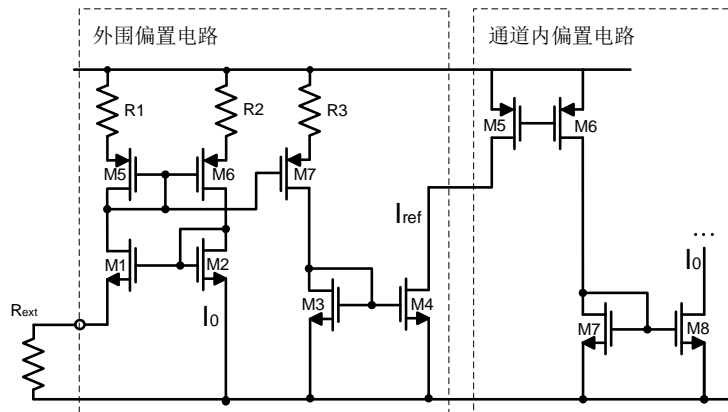 外围偏置电路
通道内偏置电路
R1
R2
R3
M5
M6
M5
M6
M7
Iref
M1
M2
I0
Rext
I0
...
M3
M4
M7
M8